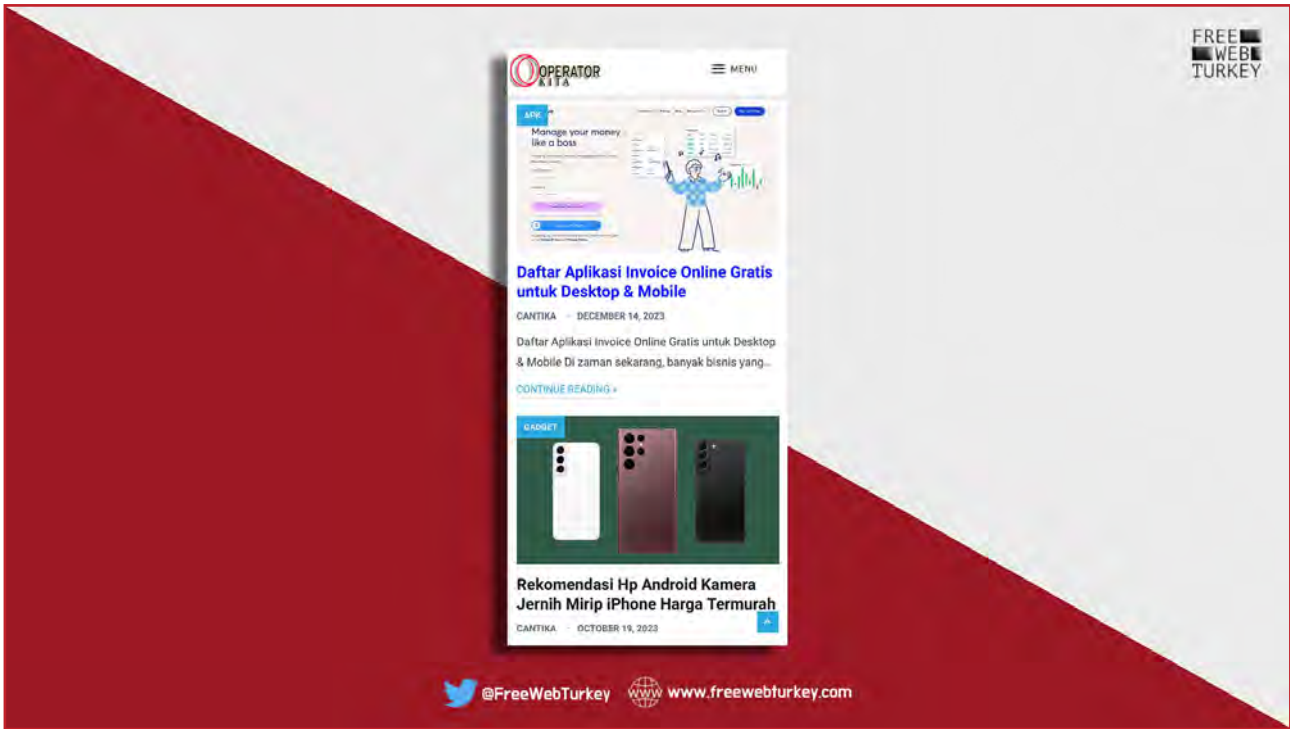 FREE
WEB
TURKEY
OPERATOR
KITA
MENU
APK
Manage your money
like a boss
Daftar Aplikasi Invoice Online Gratis
untuk Desktop & Mobile
CANTIKA - DECEMBER 14, 2023
Daftar Aplikasi Invoice Online Gratis untuk Desktop
& Mobile Di zaman sekarang, banyak bisnis yang...
CONTINUE READING »
GADGET
Rekomendasi Hp Android Kamera
Jernih Mirip iPhone Harga Termurah
CANTIKA - OCTOBER 19, 2023
@FreeWebTurkey www www.freewebturkey.com